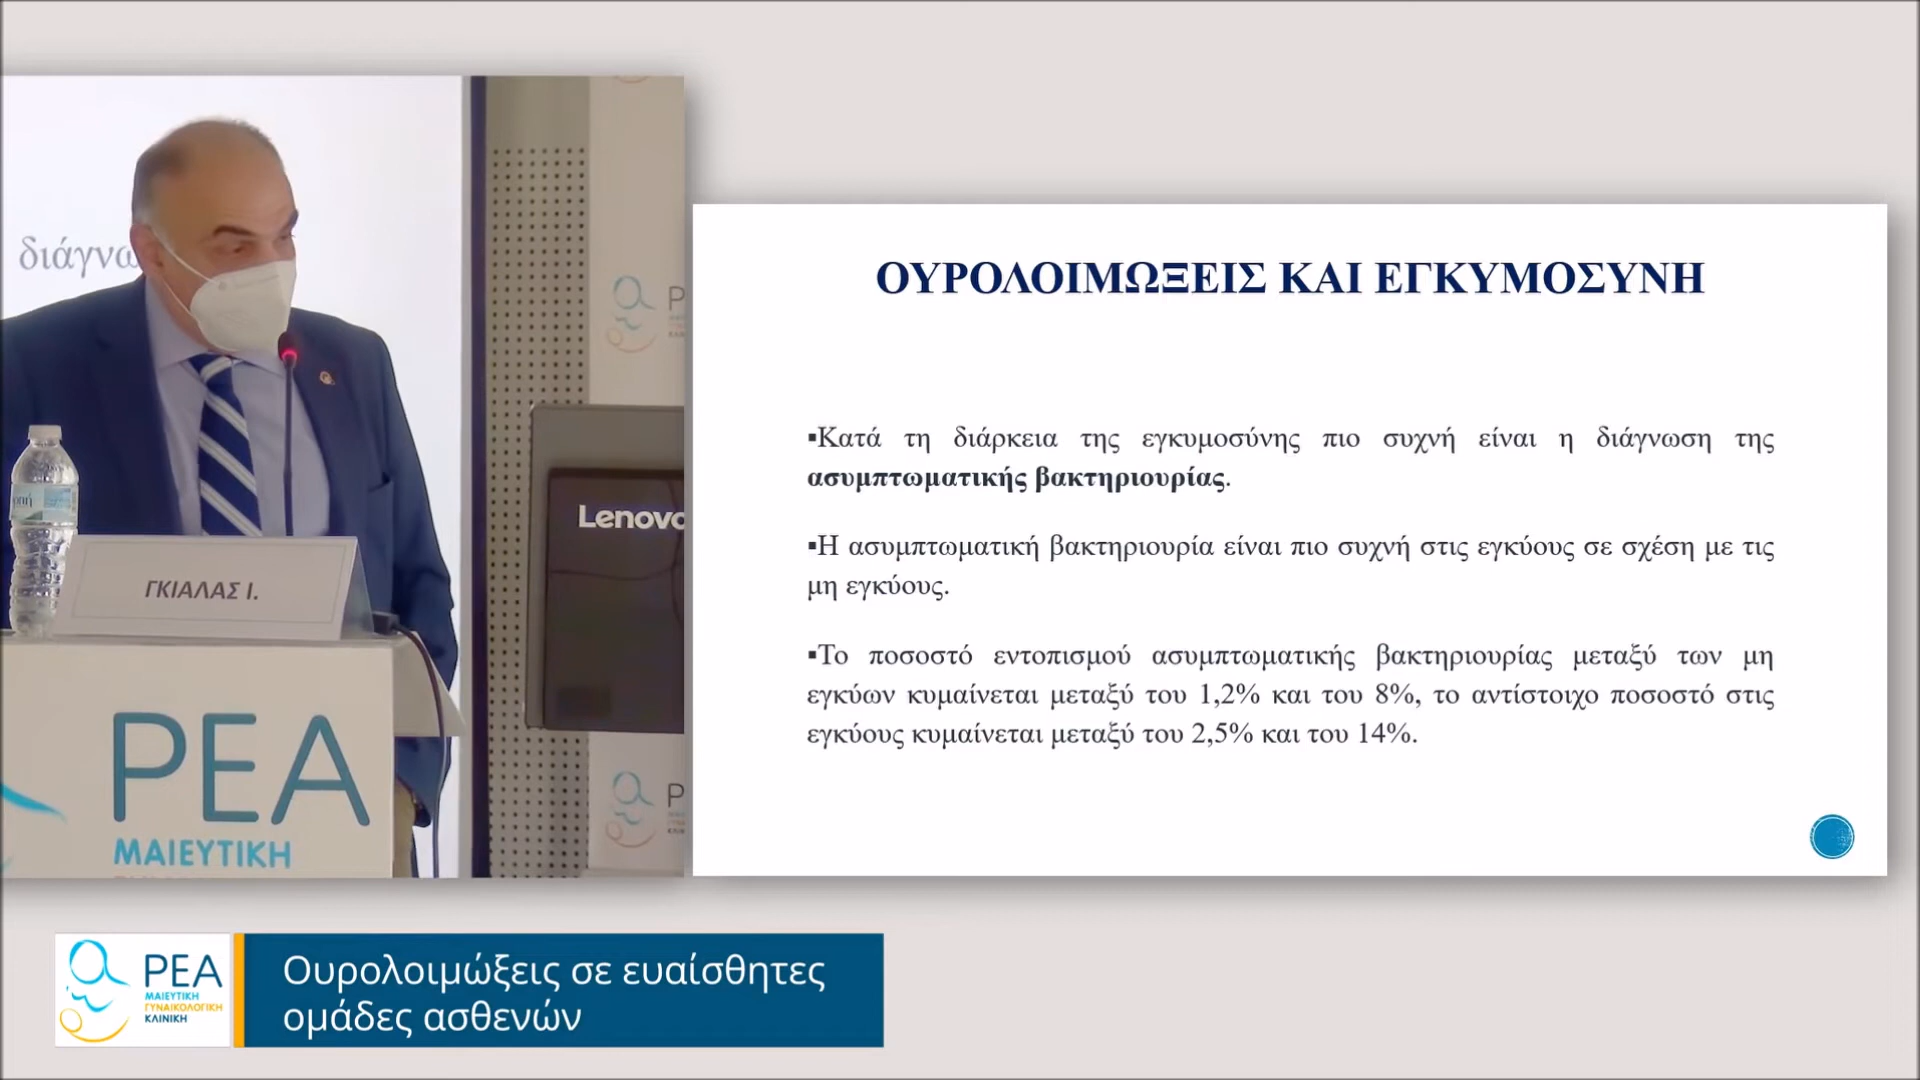 διάγνω
ΟΥΡΟΛΟΙΜΩΞΕΙΣ ΚΑΙ ΕΓΚΥΜΟΣΥΝΗ
▪Κατά τη διάρκεια της εγκυμοσύνης πιο συχνή είναι η διάγνωση της
ασυμπτωματικής βακτηριουρίας.
▪Η ασυμπτωματική βακτηριουρία είναι πιο συχνή στις εγκύους σε σχέση με τις
μη εγκύους.
▪Το ποσοστό εντοπισμού ασυμπτωματικής βακτηριουρίας μεταξύ των μη
εγκύων κυμαίνεται μεταξύ του 1,2% και του 8%, το αντίστοιχο ποσοστό στις
εγκύους κυμαίνεται μεταξύ του 2,5% και του 14%.
Lenovo
ΓΚΙΑΛΑΣ Ι.
ΡΕΑ
ΜΑΙΕΥΤΙΚΗ
ΡΕΑ
ΜΑΙΕΥΤΙΚΗ
ΓΥΝΑΙΚΟΛΟΓΙΚΗ
ΚΛΙΝΙΚΗ
Ουρολοιμώξεις σε ευαίσθητες
ομάδες ασθενών